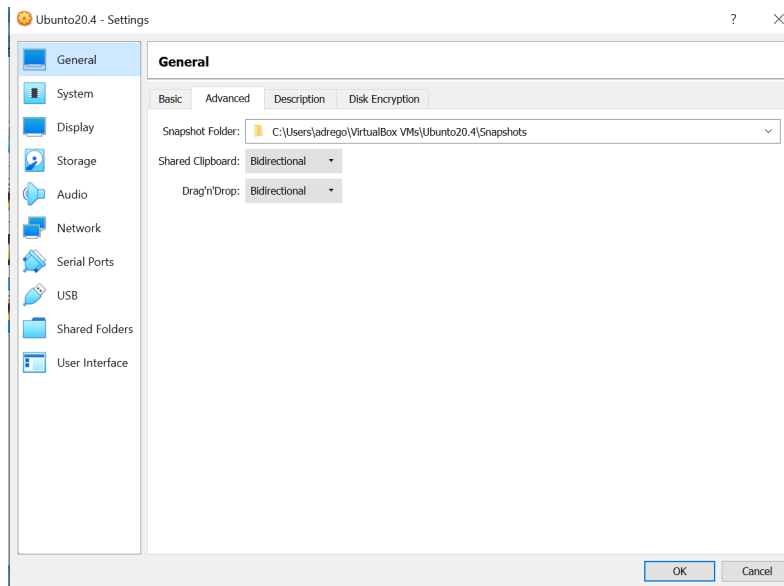 Ubunto20.4 - Settings
?
General
System
Display
Storage
Audio
Network
Serial Ports
USB
Shared Folders
User Interface
General
Basic Advanced Description Disk Encryption
Snapshot Folder: C:\Users\adrego\VirtualBox VMs\Ubunto20.4\Snapshots
Shared Clipboard: Bidirectional
Drag'n'Drop: Bidirectional
OK Cancel